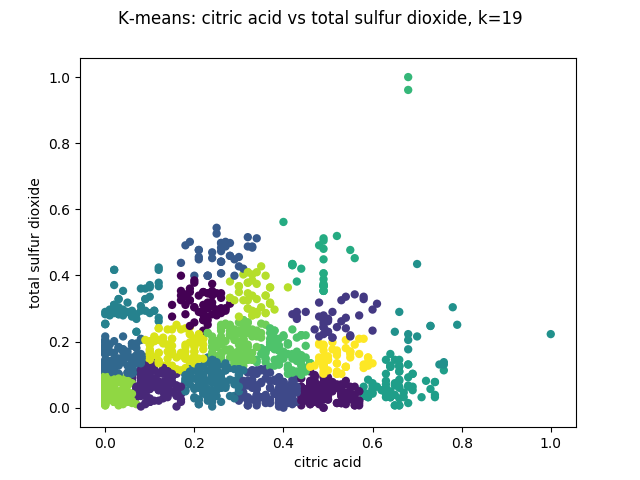 K-means: citric acid vs total sulfur dioxide, k=19
1.0
0.8
0.6
0.4
0.2
0.0
total sulfur dioxide
0.0 0.2 0.4 0.6 0.8 1.0
citric acid